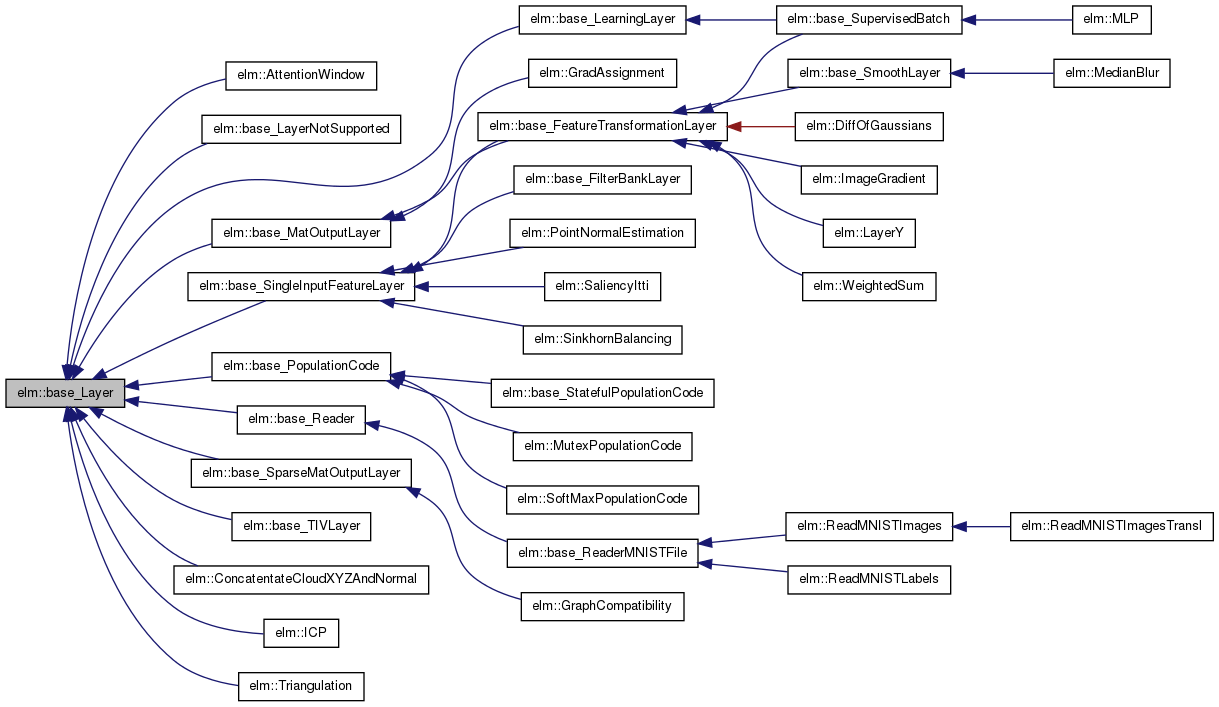 elm::base_LearningLayer
elm::base_SupervisedBatch
elm::MLP
elm::AttentionWindow
elm::GradAssignment
elm::base_SmoothLayer
elm::MedianBlur
elm::base_LayerNotSupported
elm::base_FeatureTransformationLayer
elm::DiffOfGaussians
elm::base_FilterBankLayer
elm::ImageGradient
elm::base_MatOutputLayer
elm::PointNormalEstimation
elm::LayerY
elm::base_SingleInputFeatureLayer
elm::SaliencyItti
elm::WeightedSum
elm::SinkhornBalancing
elm::base_Layer
elm::base_PopulationCode
elm::base_StatefulPopulationCode
elm::base_Reader
elm::MutexPopulationCode
elm::base_SparseMatOutputLayer
elm::SoftMaxPopulationCode
elm::base_TIVLayer
elm::base_ReaderMNISTFile
elm::ReadMNISTImages
elm::ReadMNISTImagesTransl
elm::ConcatentateCloudXYZAndNormal
elm::ReadMNISTLabels
elm::GraphCompatibility
elm::ICP
elm::Triangulation